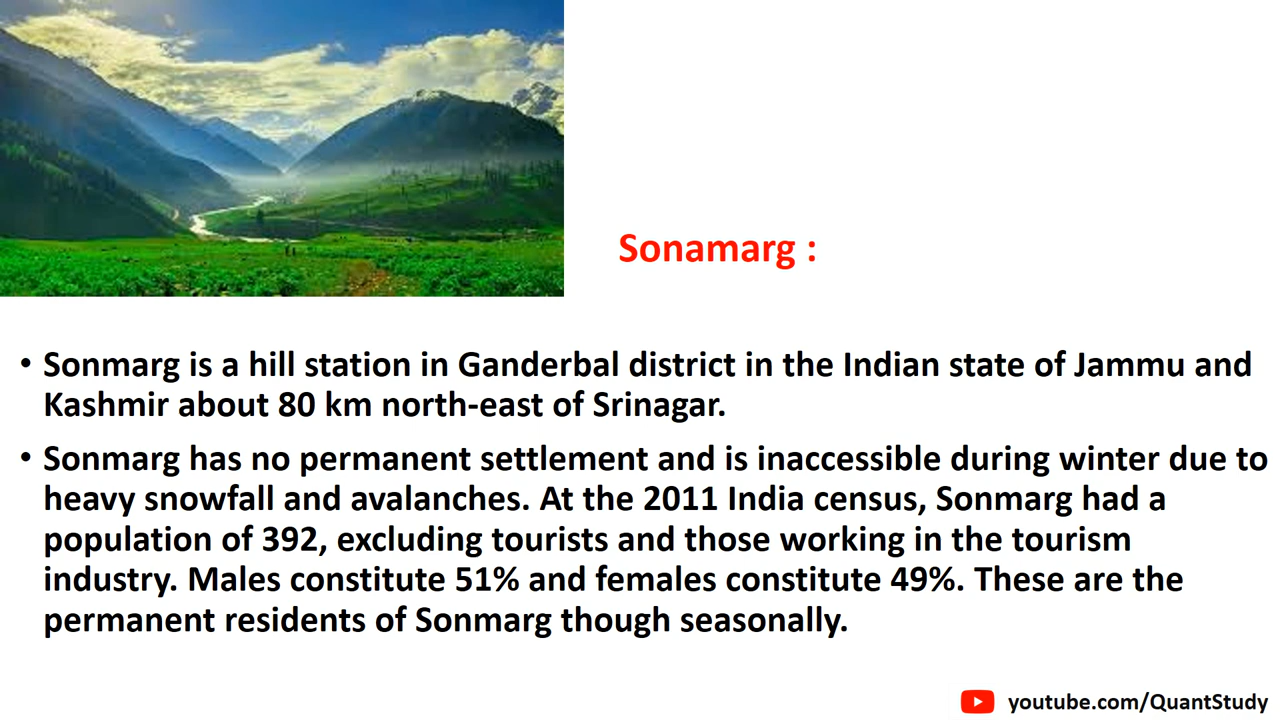 Sonamarg :
• Sonmarg is a hill station in Ganderbal district in the Indian state of Jammu and
Kashmir about 80 km north-east of Srinagar.
• Sonmarg has no permanent settlement and is inaccessible during winter due to
heavy snowfall and avalanches. At the 2011 India census, Sonmarg had a
population of 392, excluding tourists and those working in the tourism
industry. Males constitute 51% and females constitute 49%. These are the
permanent residents of Sonmarg though seasonally.
youtube.com/QuantStudy